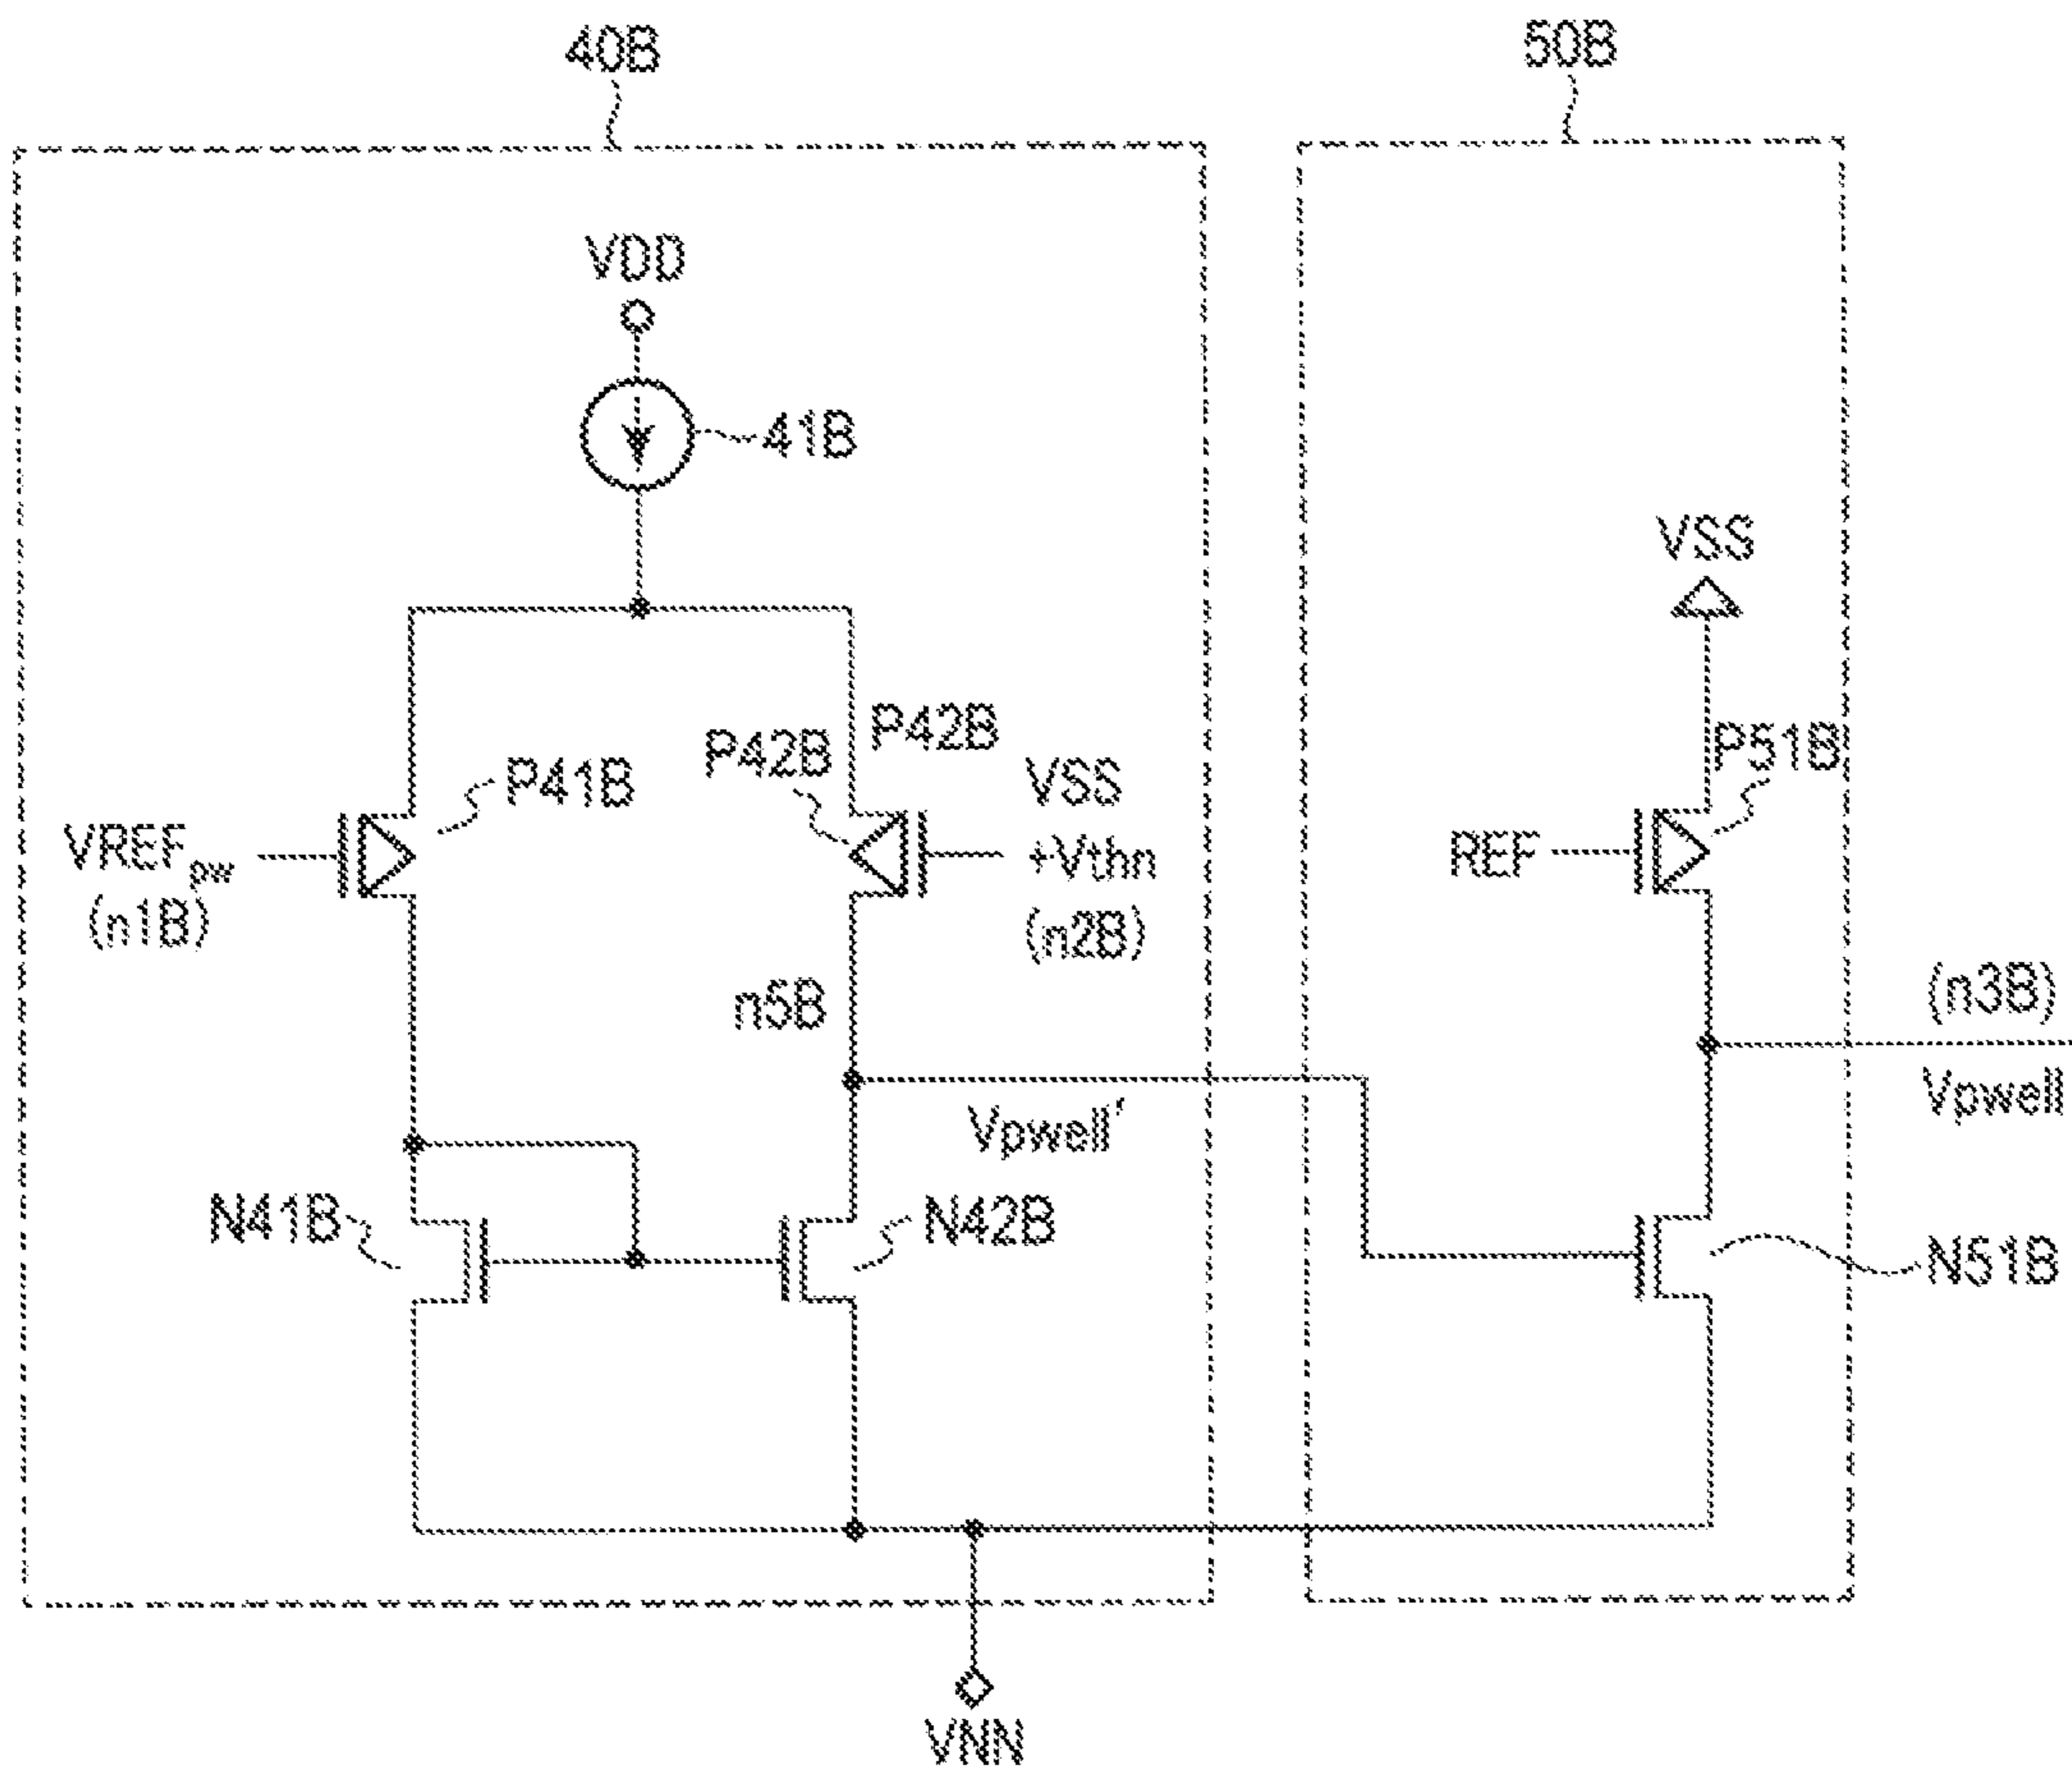 40B
50B
VDD
41B
VSS
P41B
P42B
P42B
VSS
+Vthn
(n2B)
P51B
VREFpw
(n1B)
REF
n5B
(n3B)
Vpwell
Vpwell'
N41B
N42B
N51B
VNN